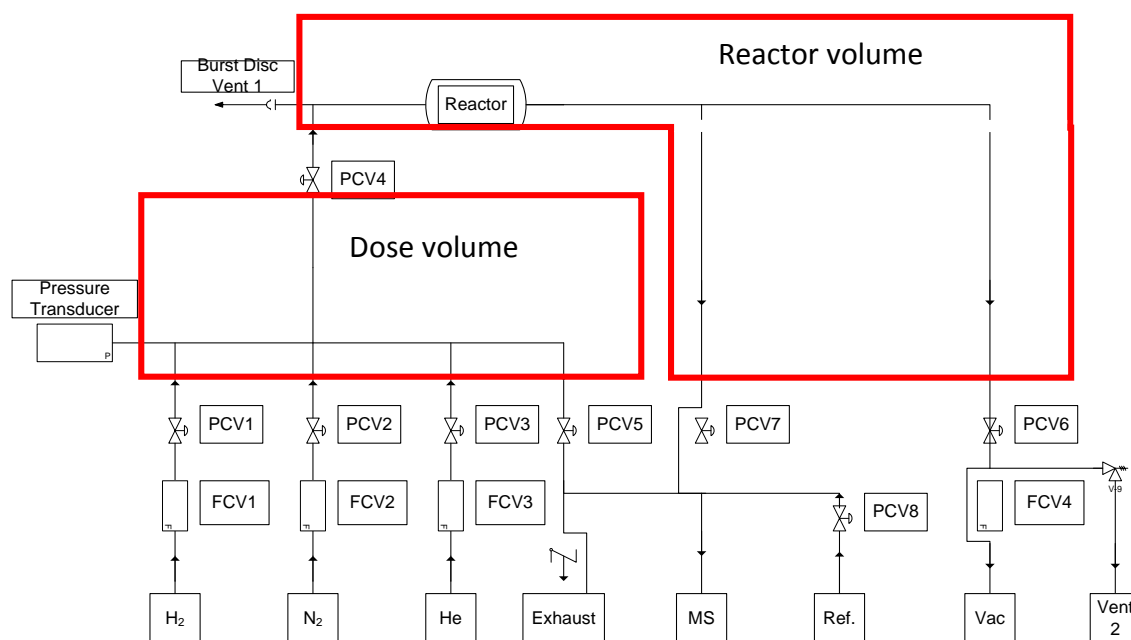 Reactor volume
Burst Disc
Vent 1
Reactor
PCV4
Dose volume
Pressure
Transducer
P
PCV1
PCV2
PCV3
PCV5
PCV7
PCV6
FCV1
FCV2
FCV3
FCV4
V-9
PCV8
F
F
F
F
H₂
N₂
He
Exhaust
MS
Ref.
Vac
Vent
2